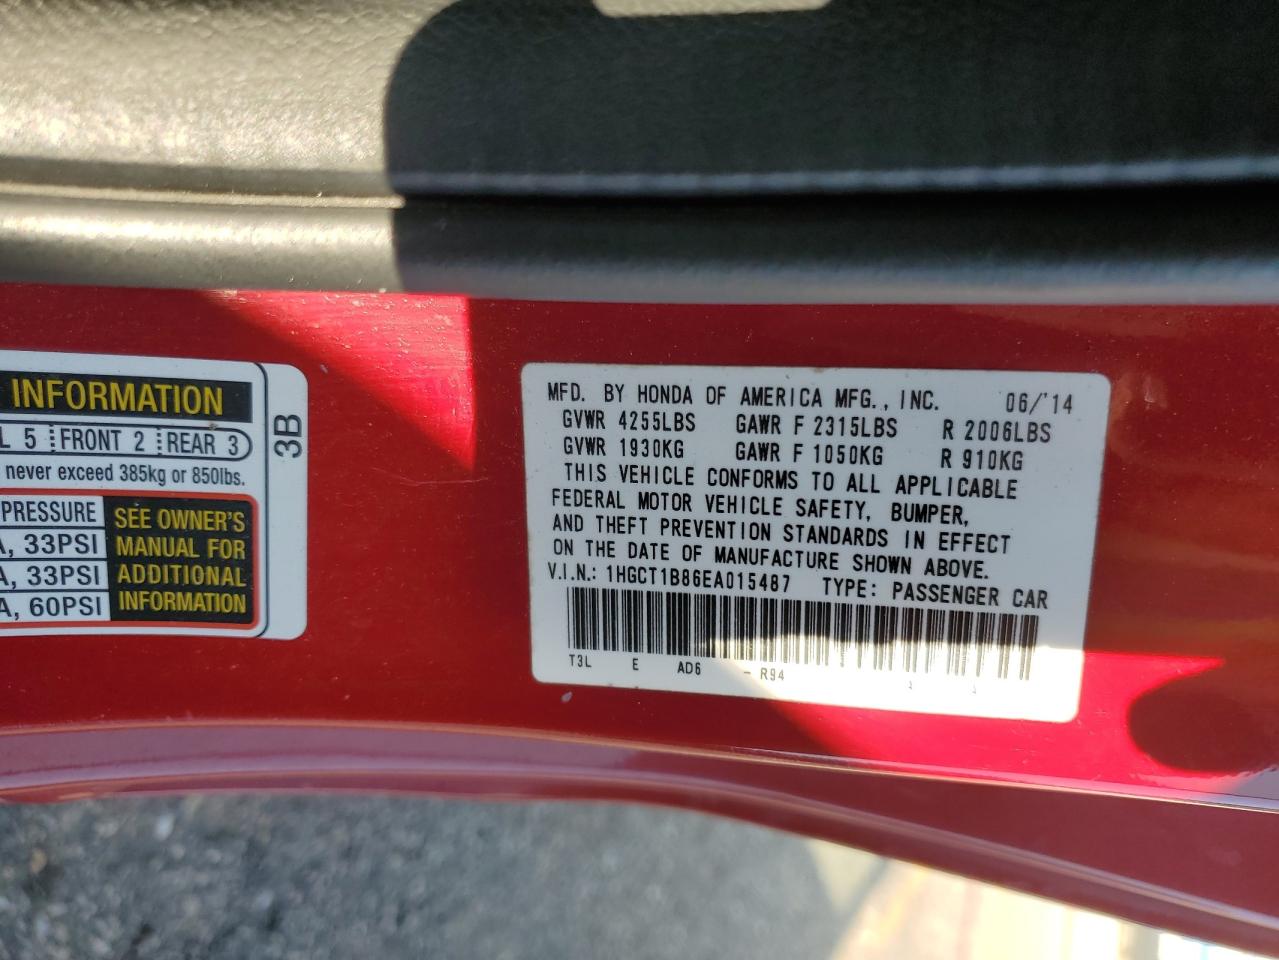 INFORMATION
L 5 FRONT 2 REAR 3
never exceed 385kg or 850lbs.
PRESSURE
A, 33PSI
A, 33PSI
A, 60PSI
SEE OWNER'S
MANUAL FOR
ADDITIONAL
INFORMATION
3B
MFD. BY HONDA OF AMERICA MFG., INC. 06/'14
GVWR 4255LBS GAWR F 2315LBS R 2006LBS
GVWR 1930KG GAWR F 1050KG R 910KG
THIS VEHICLE CONFORMS TO ALL APPLICABLE
FEDERAL MOTOR VEHICLE SAFETY, BUMPER,
AND THEFT PREVENTION STANDARDS IN EFFECT
ON THE DATE OF MANUFACTURE SHOWN ABOVE.
V.I.N.: 1HGCT1B86EA015487 TYPE: PASSENGER CAR
T3L E AD6 - R94